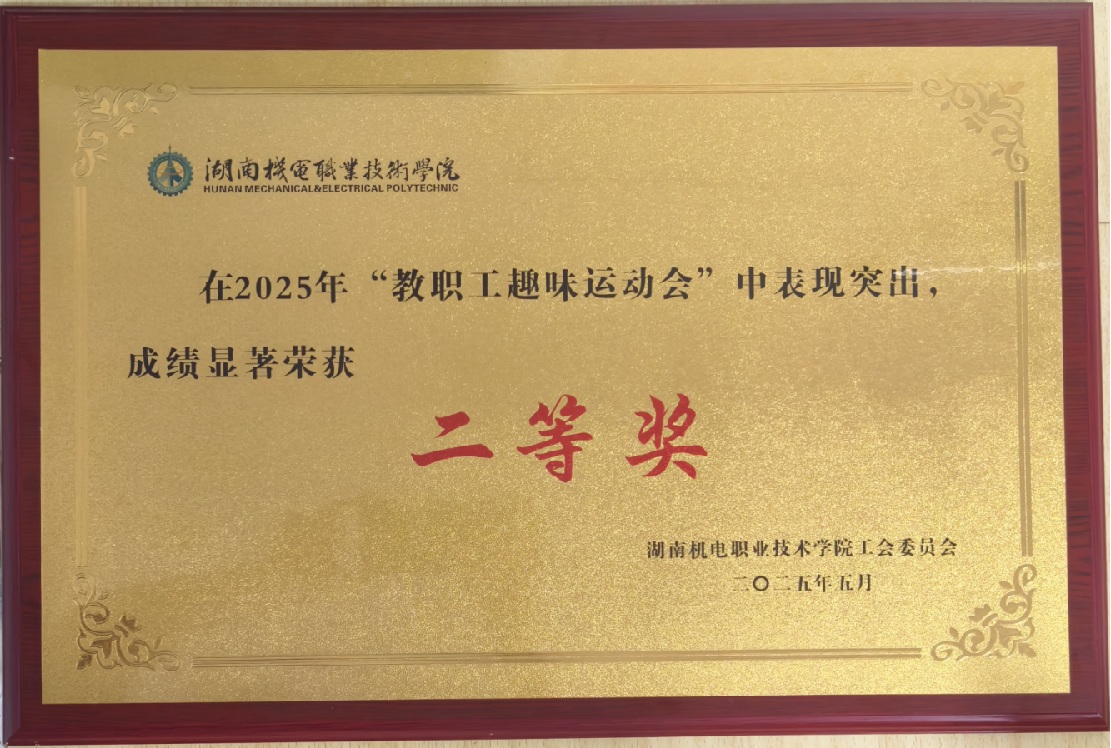 湖南機電職業技術學院
HUNAN MECHANICAL&ELECTRICAL POLYTECHNIC
在2025年“教职工趣味运动会”中表现突出，
成绩显著荣获
二等奖
湖南机电职业技术学院工会委员会
二〇二五年五月